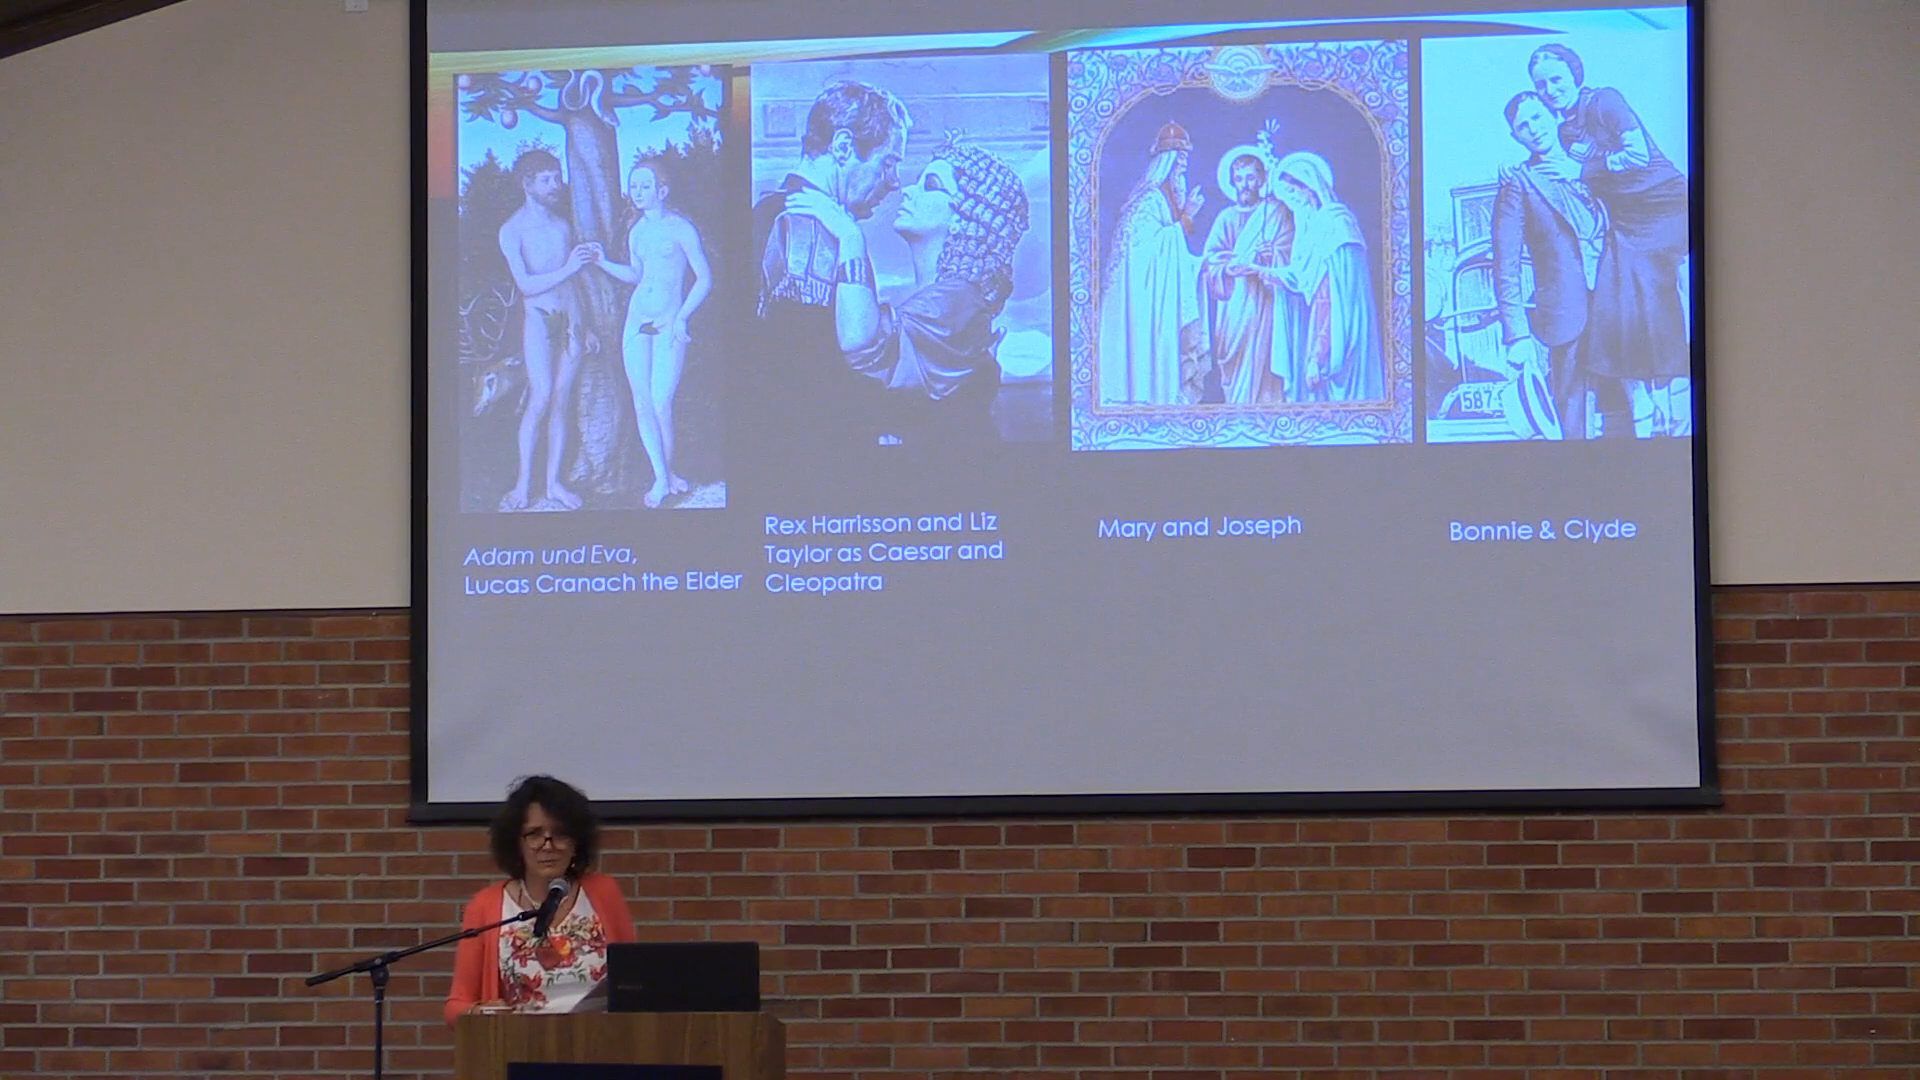 Adam und Eva,
Lucas Cranach the Elder
Rex Harrisson and Liz
Taylor as Caesar and
Cleopatra
Mary and Joseph
Bonnie & Clyde
587-